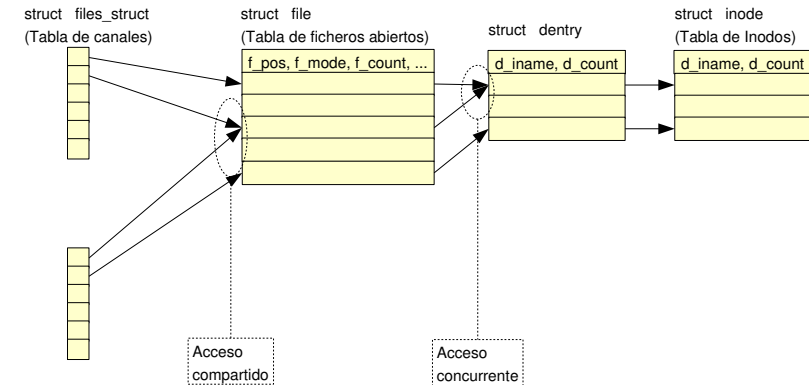 struct files_struct
(Tabla de canales)
struct file
(Tabla de ficheros abiertos)
f_pos, f_mode, f_count, ...
struct dentry
d_iname, d_count
struct inode
(Tabla de Inodos)
d_iname, d_count
Acceso
compartido
Acceso
concurrente